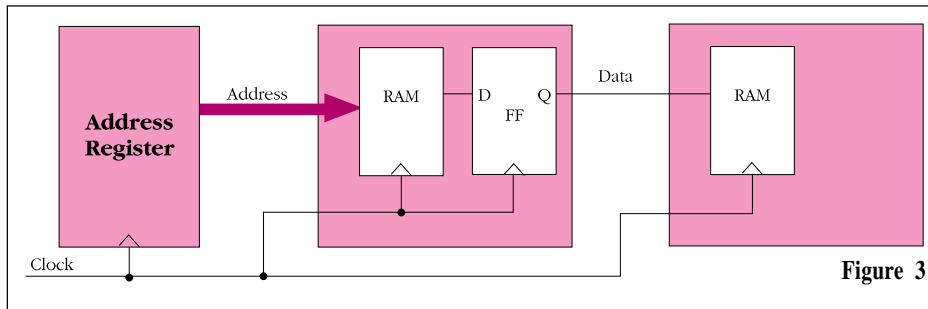 Address
Register
Address
RAM
D
Q
FF
Data
RAM
Clock
Figure 3